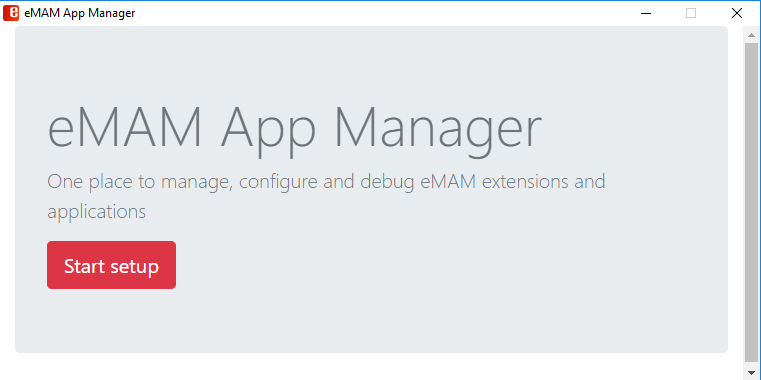 eMAM App Manager
eMAM App Manager
One place to manage, configure and debug eMAM extensions and
applications
Start setup